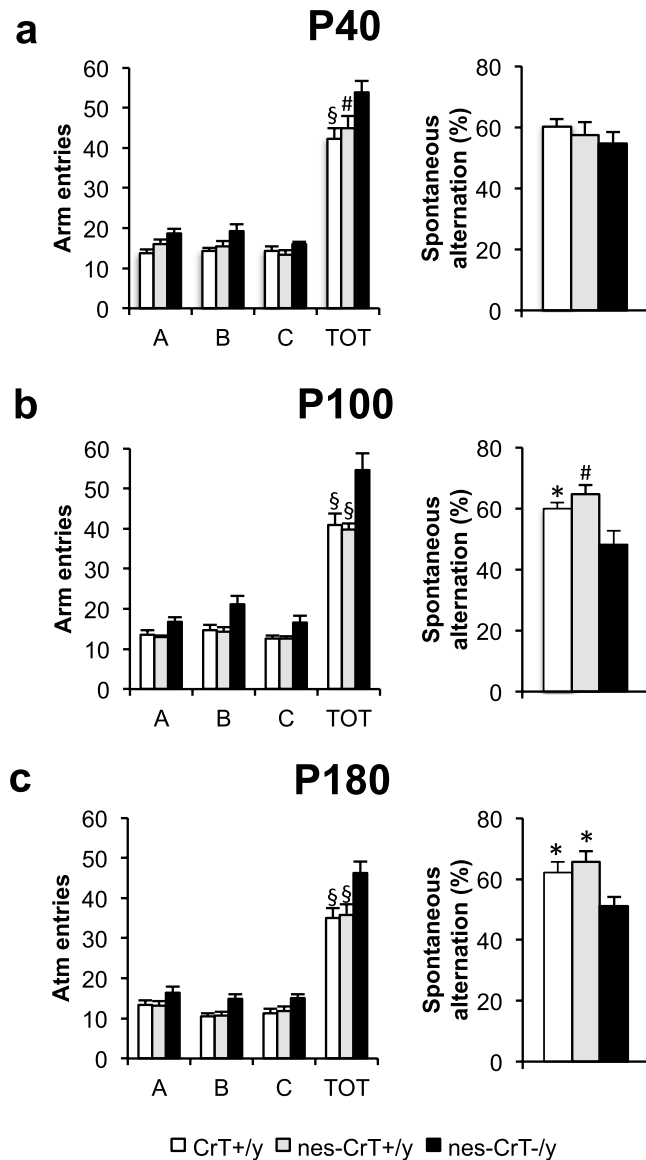 a
P40
Arm entries
60
50
40
30
20
10
0
§ #
A B C TOT
Spontaneous
alternation (%)
80
60
40
20
0
b
P100
Arm entries
60
50
40
30
20
10
0
§ §
A B C TOT
Spontaneous
alternation (%)
80
60
40
20
0
* #
c
P180
Atm entries
60
50
40
30
20
10
0
§ §
A B C TOT
Spontaneous
alternation (%)
80
60
40
20
0
* *
CrT+/y nes-CrT+/y nes-CrT-/y